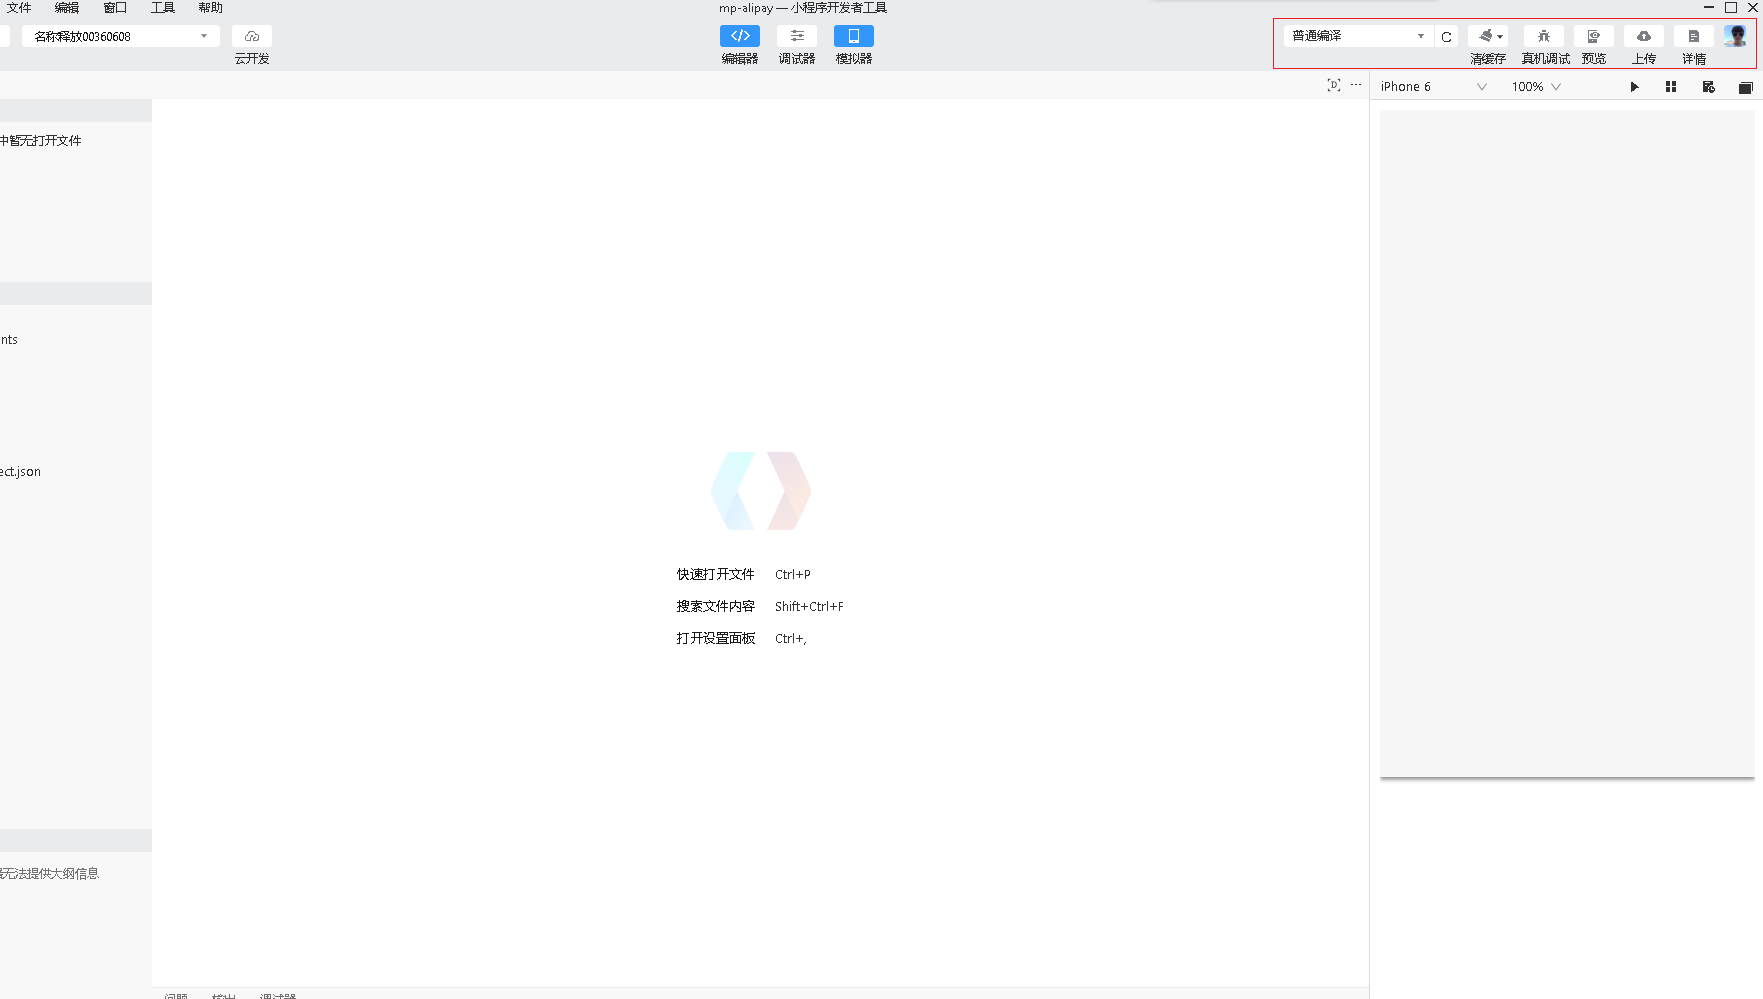 文件 编辑 窗口 工具 帮助 mp-alipay — 小程序开发者工具
名称释放00360608 普通编译
云开发 编辑器 调试器 模拟器 清缓存 真机调试 预览 上传 详情
iPhone 6 100%
中暂无打开文件
nts
ect.json
快速打开文件 Ctrl+P
搜索文件内容 Shift+Ctrl+F
打开设置面板 Ctrl+,
无法提供大纲信息
问题 输出 调试器